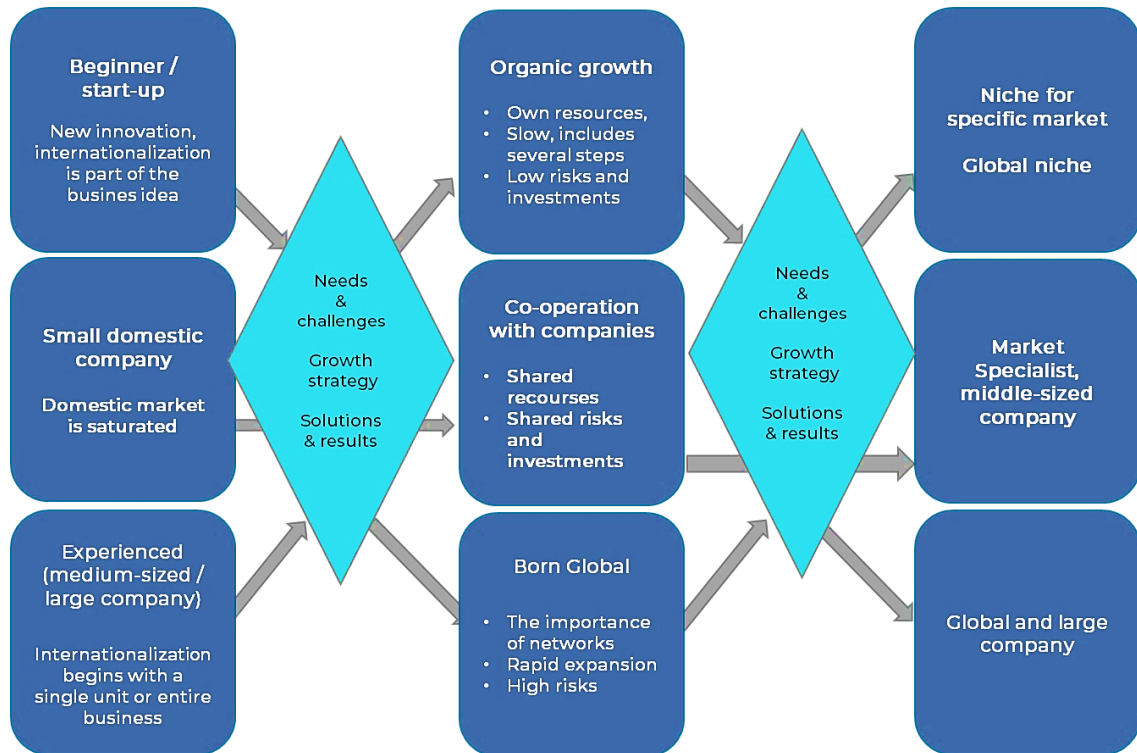 Beginner /
start-up
New innovation,
internationalization
is part of the
busines idea
Small domestic
company
Domestic market
is saturated
Experienced
(medium-sized /
large company)
Internationalization
begins with a
single unit or entire
business
Needs
&
challenges
Growth
strategy
Solutions
& results
Organic growth
• Own resources,
• Slow, includes
several steps
• Low risks and
investments
Co-operation
with companies
• Shared
recourses
• Shared risks
and
investments
Born Global
• The importance
of networks
• Rapid expansion
• High risks
Needs
&
challenges
Growth
strategy
Solutions
& results
Niche for
specific market
Global niche
Market
Specialist,
middle-sized
company
Global and large
company